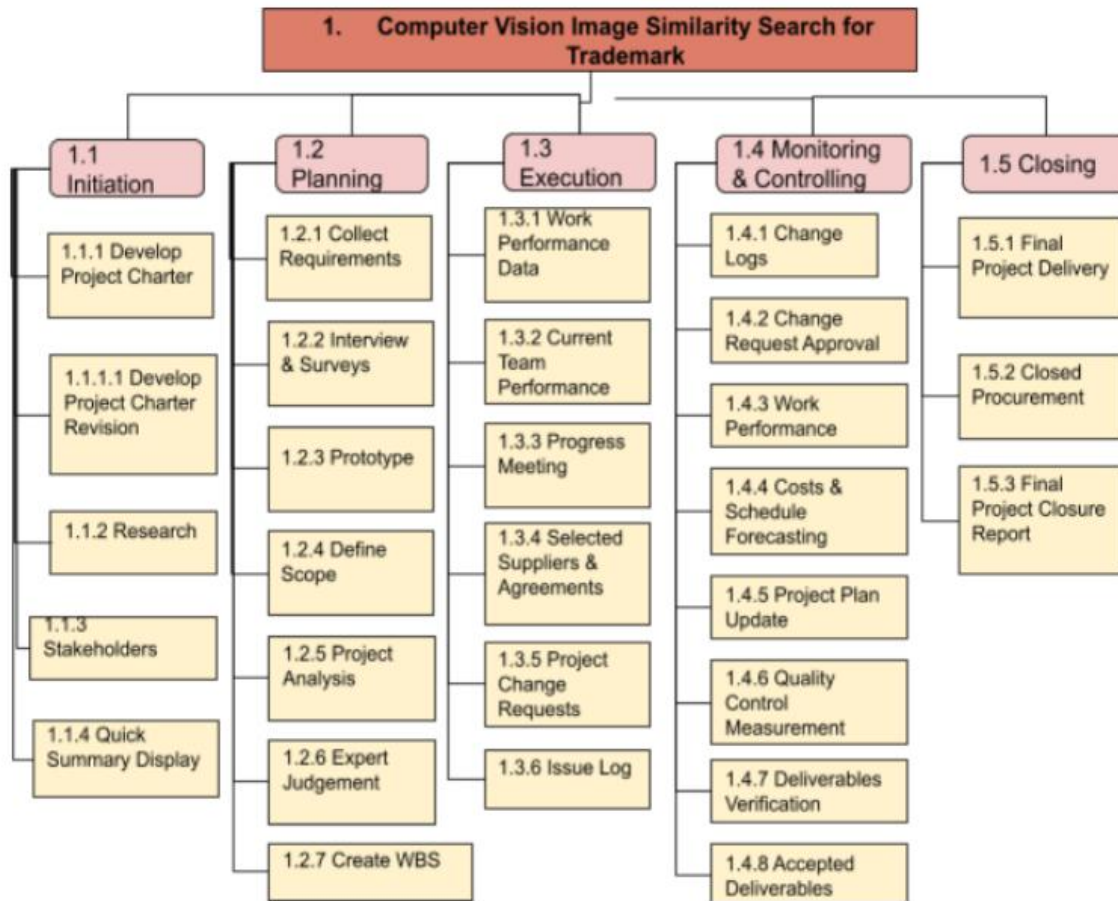 1. Computer Vision Image Similarity Search for
Trademark
1.1
Initiation
1.1.1 Develop
Project Charter
1.1.1.1 Develop
Project Charter
Revision
1.1.2 Research
1.1.3
Stakeholders
1.1.4 Quick
Summary Display
1.2
Planning
1.2.1 Collect
Requirements
1.2.2 Interview
& Surveys
1.2.3 Prototype
1.2.4 Define
Scope
1.2.5 Project
Analysis
1.2.6 Expert
Judgement
1.2.7 Create WBS
1.3
Execution
1.3.1 Work
Performance
Data
1.3.2 Current
Team
Performance
1.3.3 Progress
Meeting
1.3.4 Selected
Suppliers &
Agreements
1.3.5 Project
Change
Requests
1.3.6 Issue Log
1.4 Monitoring
& Controlling
1.4.1 Change
Logs
1.4.2 Change
Request Approval
1.4.3 Work
Performance
1.4.4 Costs &
Schedule
Forecasting
1.4.5 Project Plan
Update
1.4.6 Quality
Control
Measurement
1.4.7 Deliverables
Verification
1.4.8 Accepted
Deliverables
1.5 Closing
1.5.1 Final
Project Delivery
1.5.2 Closed
Procurement
1.5.3 Final
Project Closure
Report